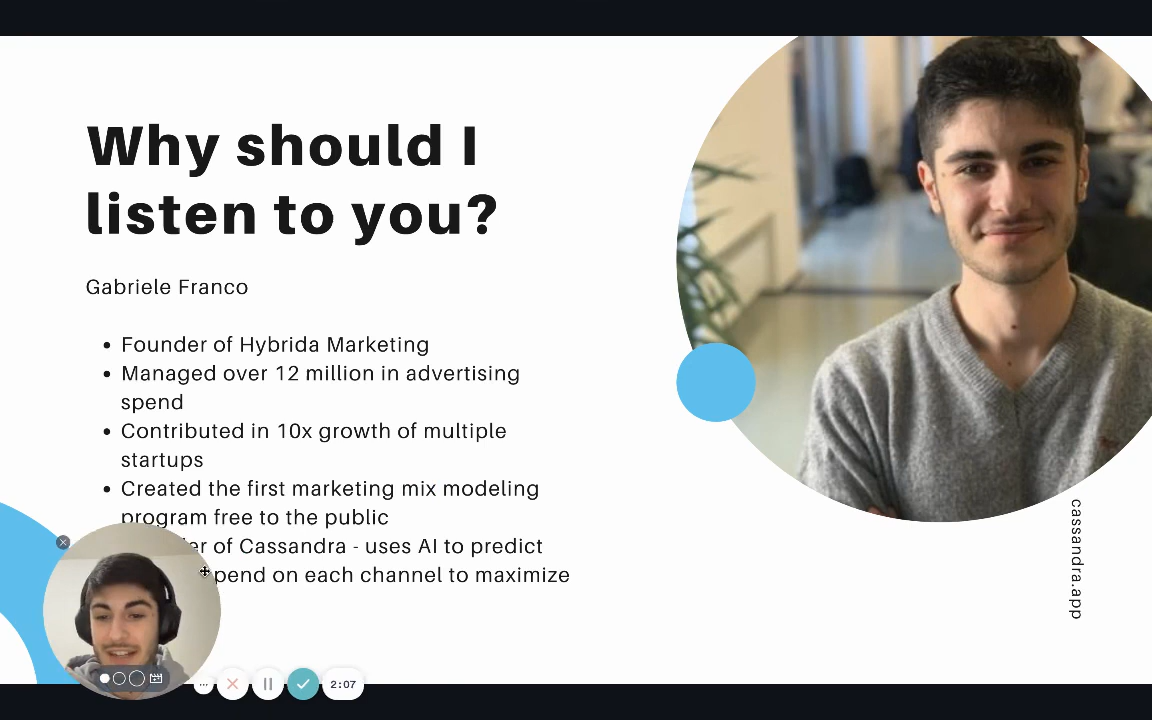 Why should I
listen to you?
Gabriele Franco
Founder of Hybrida Marketing
Managed over 12 million in advertising
spend
Contributed in 10x growth of multiple
startups
Created the first marketing mix modeling
program free to the public
er of Cassandra - uses AI to predict
pend on each channel to maximize
cassandra.app
2:07